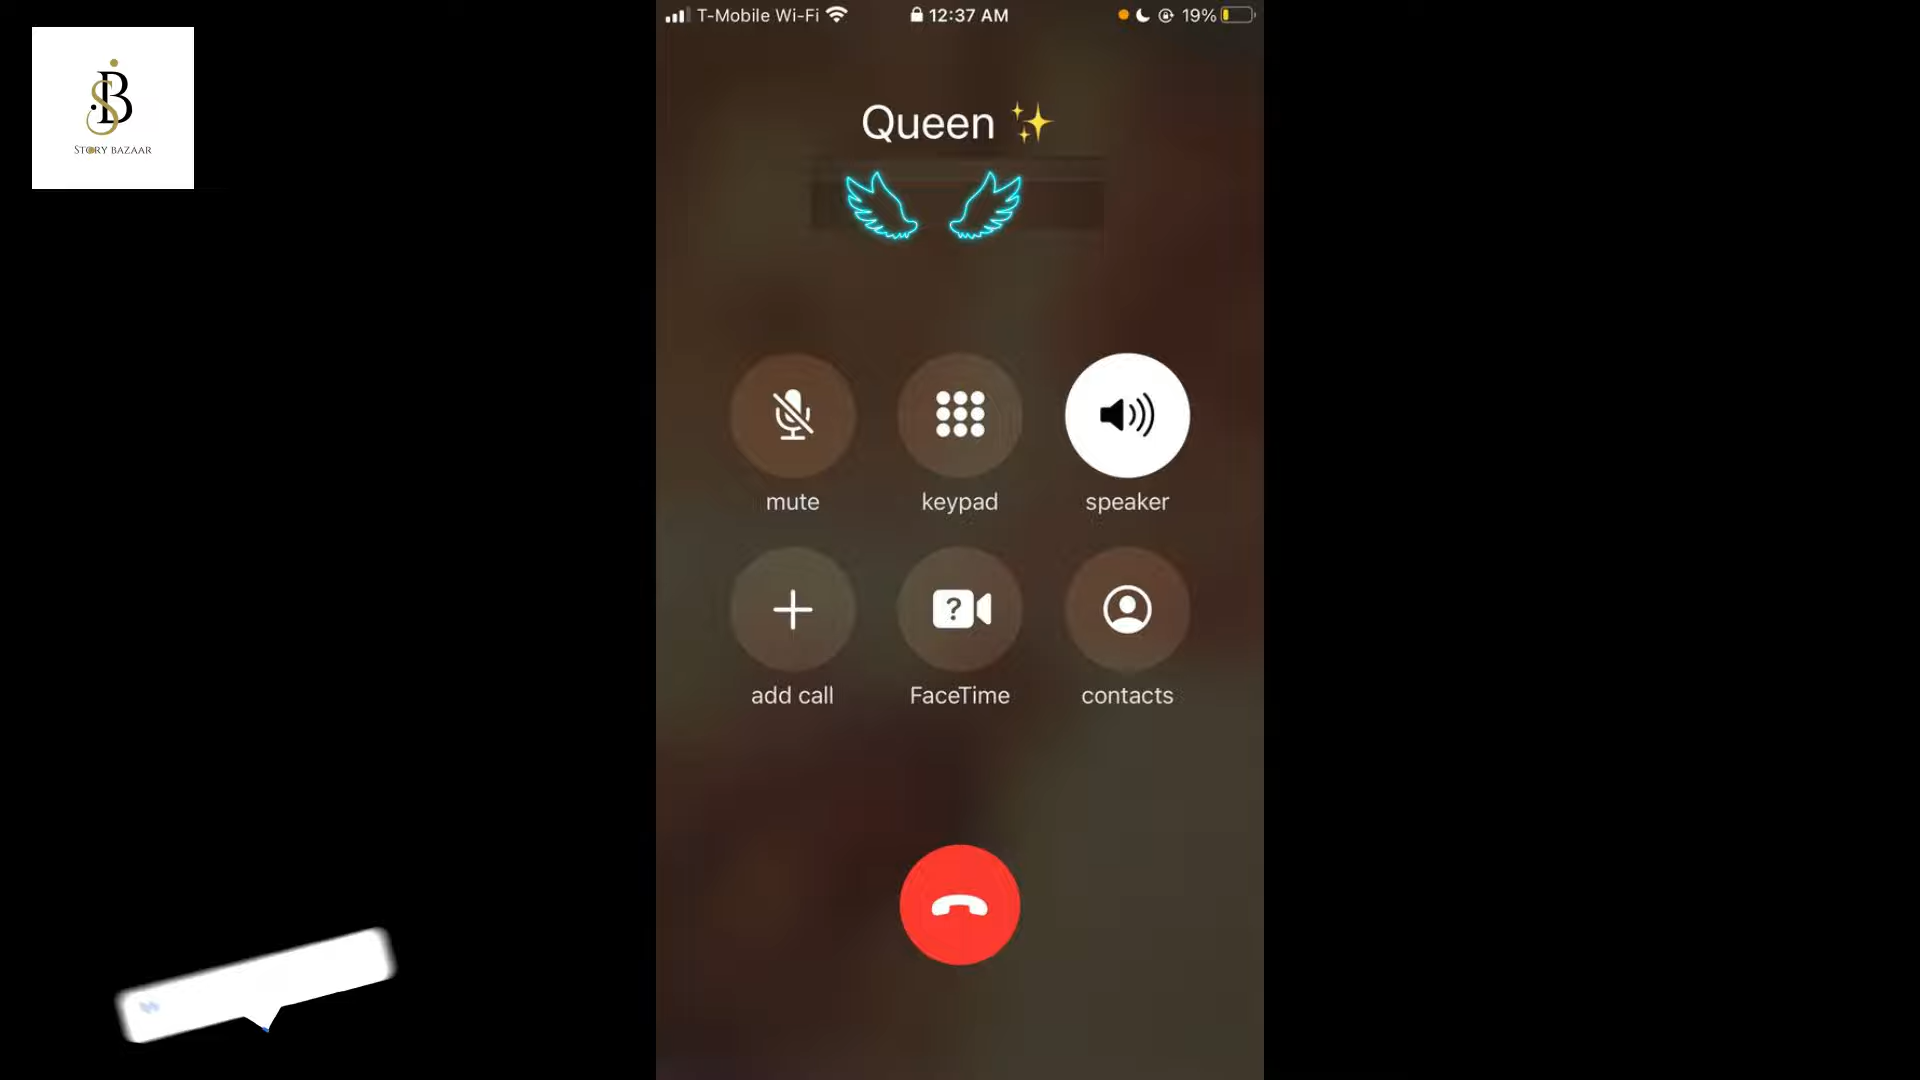 T-Mobile Wi-Fi 12:37 AM 19%
STORY BAZAAR
Queen ✨
mute keypad speaker
add call FaceTime contacts